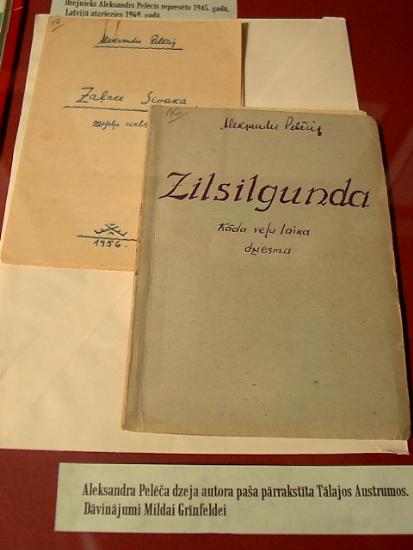 Dzejnieks Aleksandrs Pelēcis represēts 1945. gadā,
Latvijā atgriezies 1969. gadā.
Aleksandrs Pelēcis
Zaļace Sivaka
cikls
1956.
Aleksandrs Pelēcis
Zilsilgunda
Kāda veļu laika
dziesma
Aleksandra Pelēča dzeja autora paša pārrakstīta Tālajos Austrumos.
Dāvinājumi Mildai Grīnfeldei